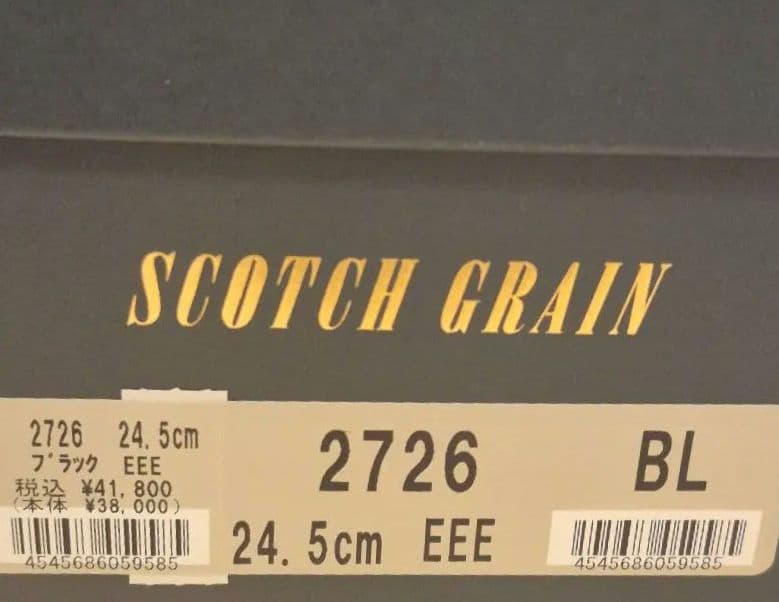 SCOTCH GRAIN
2726 24.5cm
ﾌﾞﾗｯｸ EEE
税込 ¥41,800
(本体 ¥38,000)
4545686059585
2726 BL
24.5cm EEE
4545686059585